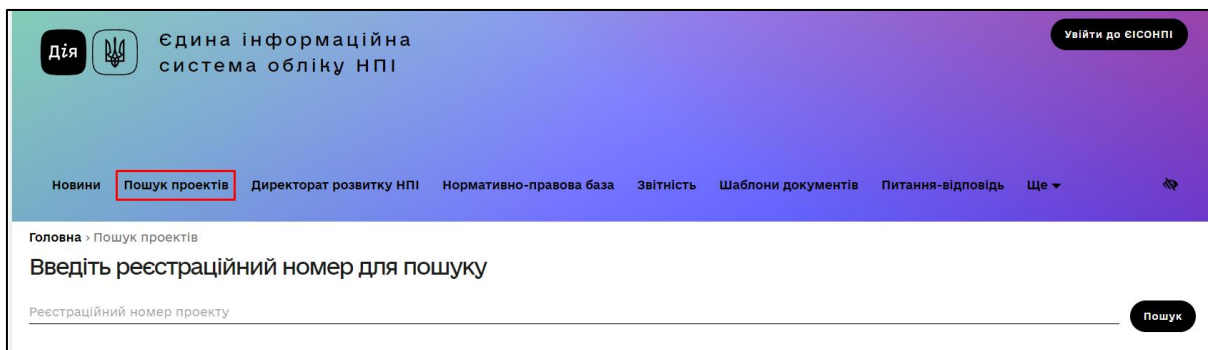 Дія
Єдина інформаційна
система обліку НПІ
Увійти до ЄІСОНПІ
Новини Пошук проектів Директорат розвитку НПІ Нормативно-правова база Звітність Шаблони документів Питання-відповідь Ще
Головна › Пошук проектів
Введіть реєстраційний номер для пошуку
Реєстраційний номер проекту
Пошук